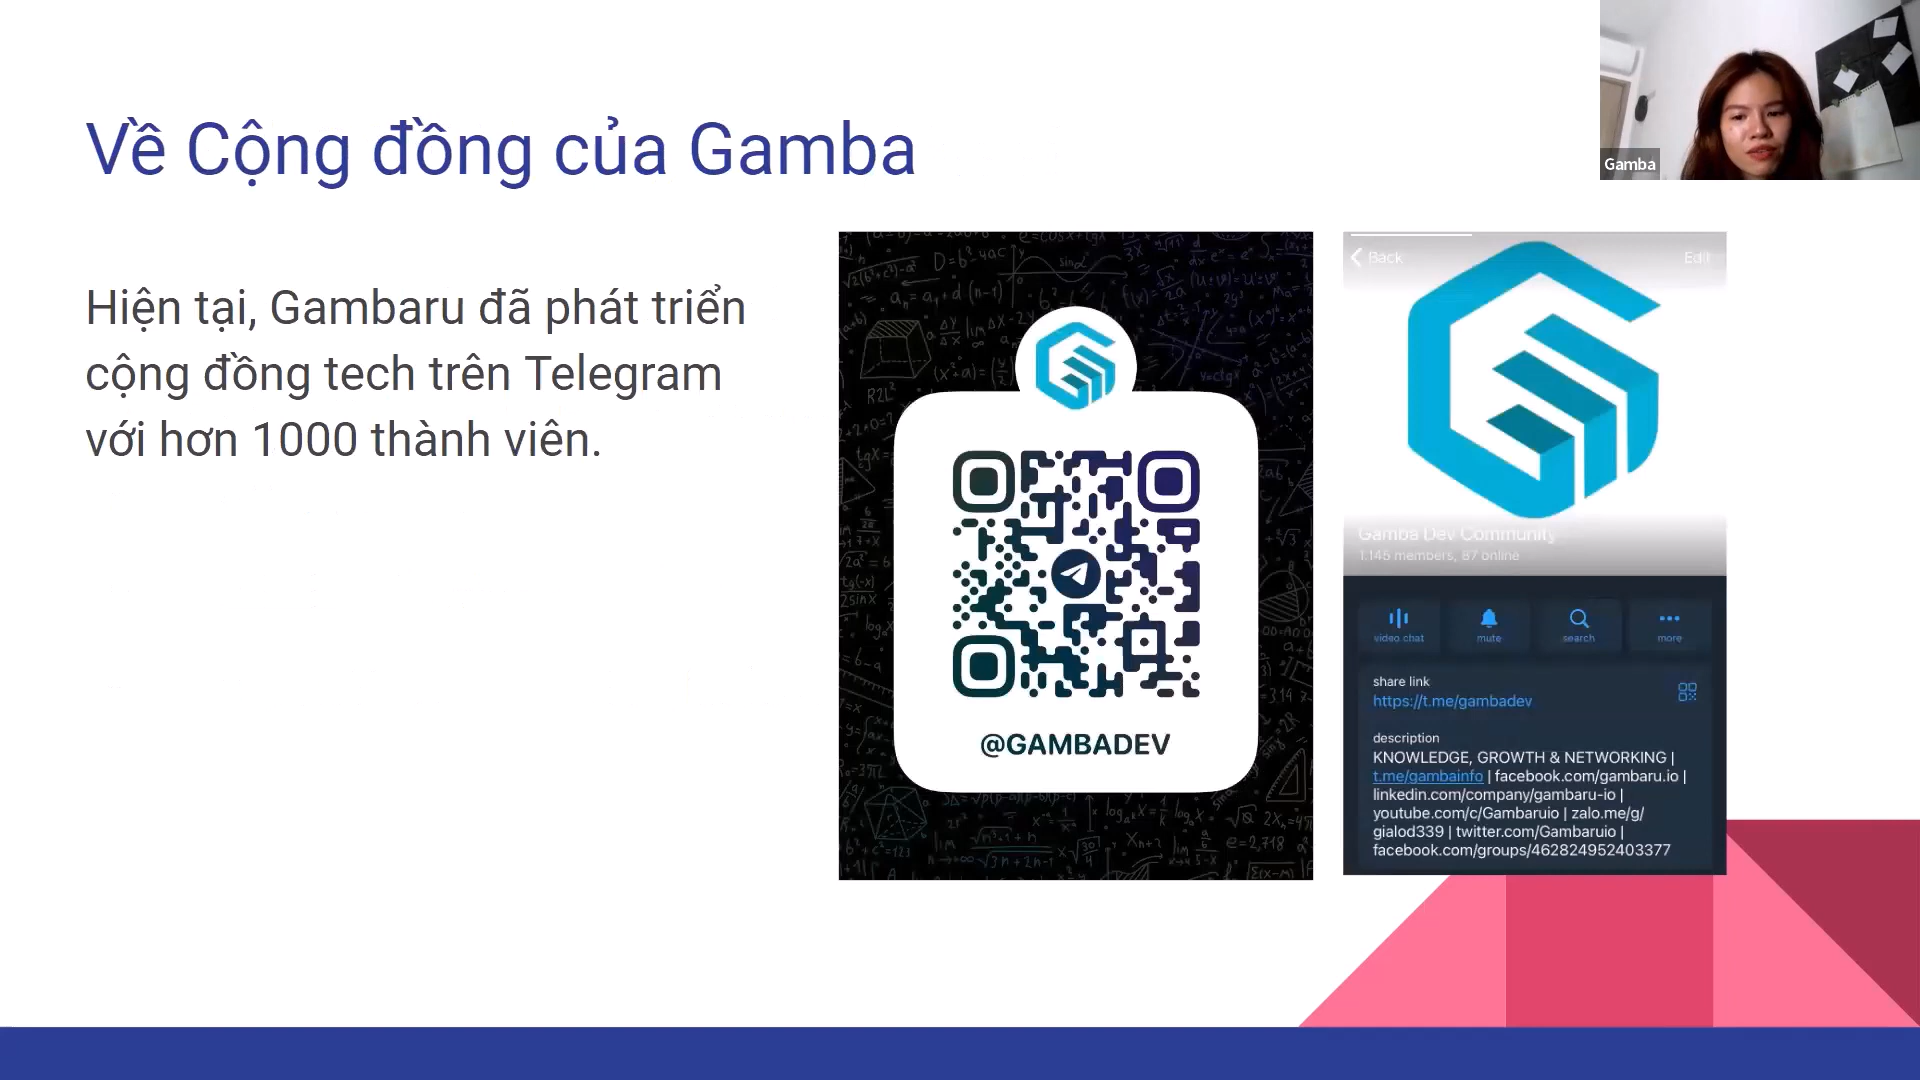 Về Cộng đồng của Gamba
Gamba
Hiện tại, Gambaru đã phát triển
cộng đồng tech trên Telegram
với hơn 1000 thành viên.
@GAMBADEV
Back
Edit
Gamba Dev Community
1.146 members, 87 online
video chat
mute
search
more
share link
https://t.me/gambadev
description
KNOWLEDGE, GROWTH & NETWORKING |
t.me/gambainfo | facebook.com/gambaru.io |
linkedin.com/company/gambaru-io |
youtube.com/c/Gambaruio | zalo.me/g/
gialod339 | twitter.com/Gambaruio |
facebook.com/groups/462824952403377